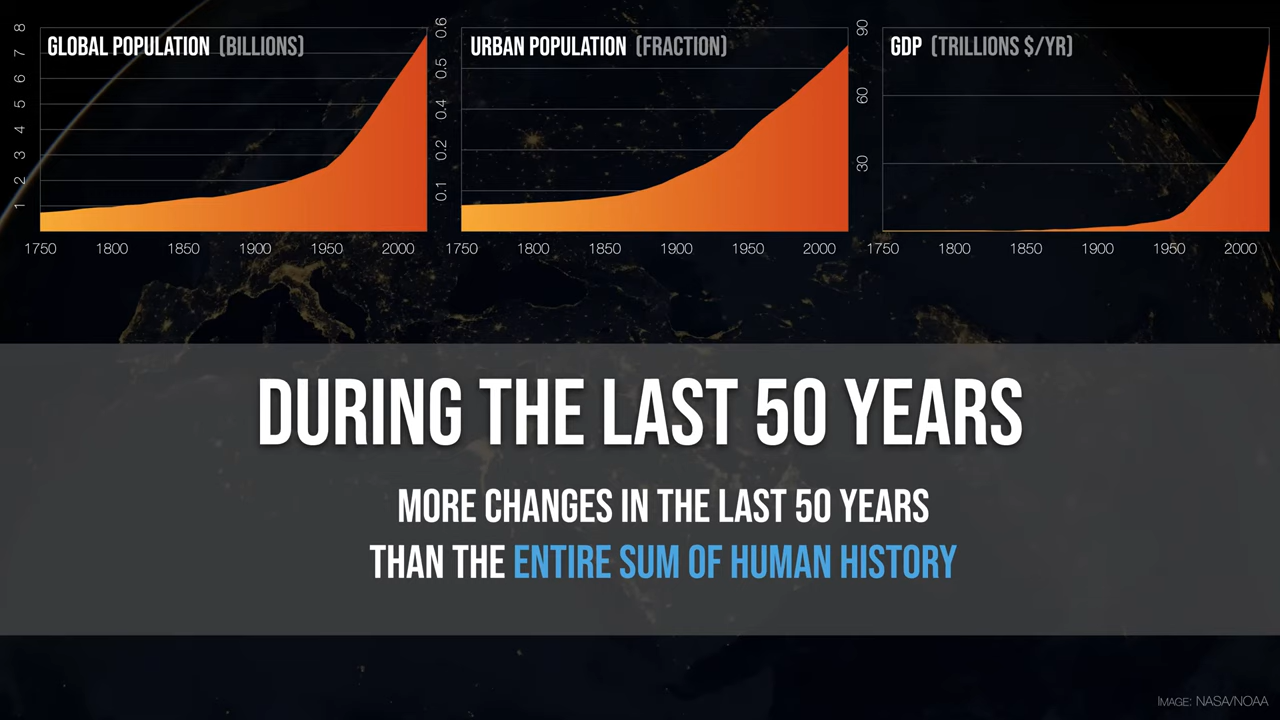 GLOBAL POPULATION (BILLIONS)
8
7
6
5
4
3
2
1
1750 1800 1850 1900 1950 2000
URBAN POPULATION (FRACTION)
0.6
0.5
0.4
0.2
0.1
1750 1800 1850 1900 1950 2000
GDP (TRILLIONS $/YR)
90
60
30
1750 1800 1850 1900 1950 2000
DURING THE LAST 50 YEARS
MORE CHANGES IN THE LAST 50 YEARS
THAN THE ENTIRE SUM OF HUMAN HISTORY
IMAGE: NASA/NOAA